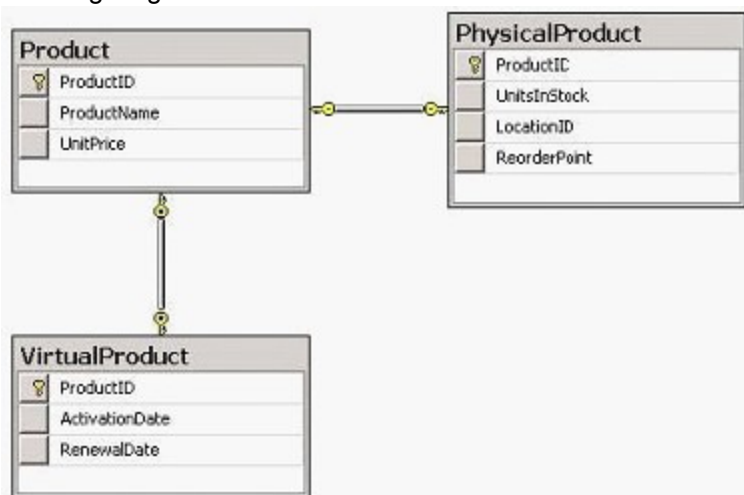 Product
ProductID
ProductName
UnitPrice
PhysicalProduct
ProductID
UnitsInStock
LocationID
ReorderPoint
VirtualProduct
ProductID
ActivationDate
RenewalDate